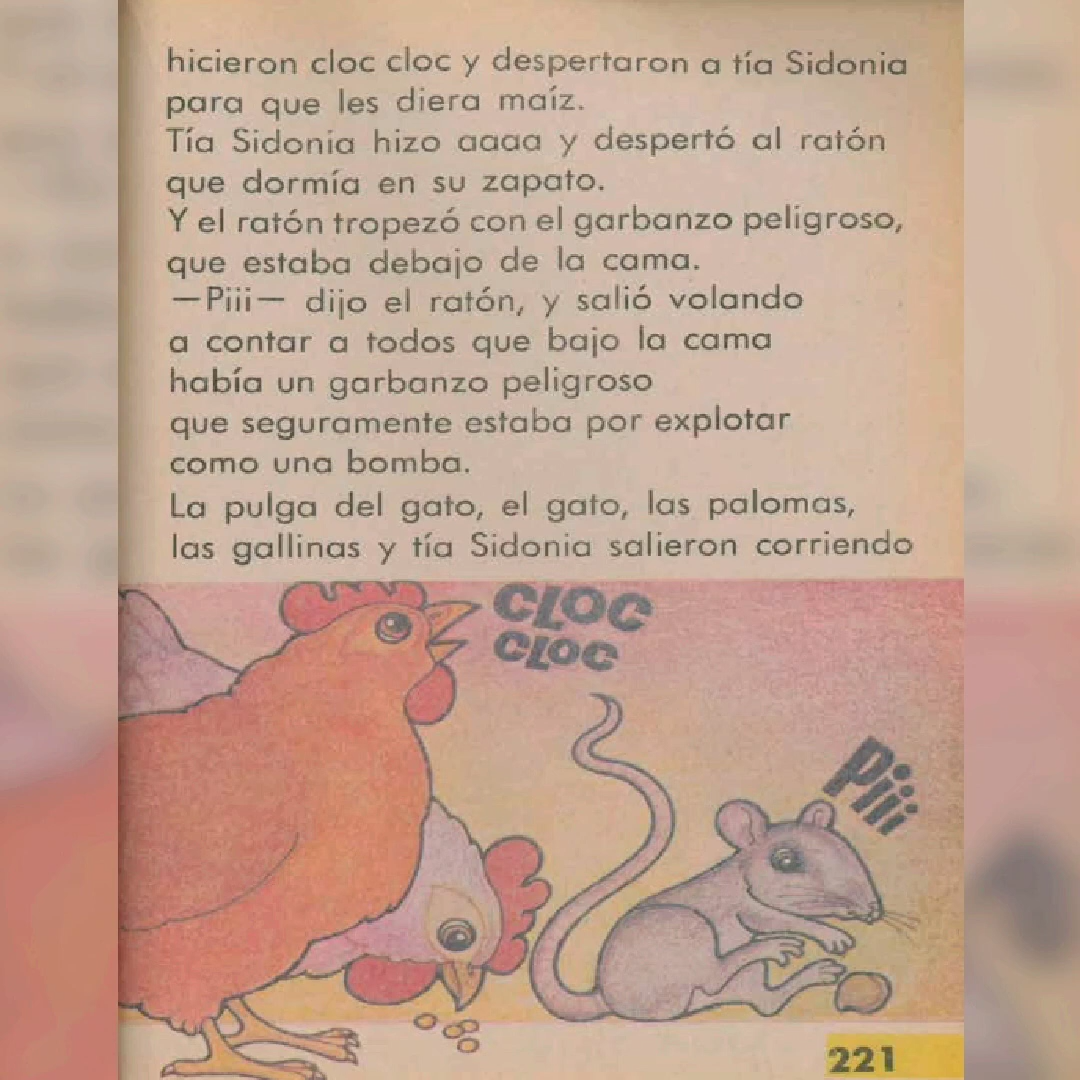 hicieron cloc cloc y despertaron a tía Sidonia
para que les diera maíz.
Tía Sidonia hizo aaaa y despertó al ratón
que dormía en su zapato.
Y el ratón tropezó con el garbanzo peligroso,
que estaba debajo de la cama.
—Piii— dijo el ratón, y salió volando
a contar a todos que bajo la cama
había un garbanzo peligroso
que seguramente estaba por explotar
como una bomba.
La pulga del gato, el gato, las palomas,
las gallinas y tía Sidonia salieron corriendo
CLOC
CLOC
Piii
221